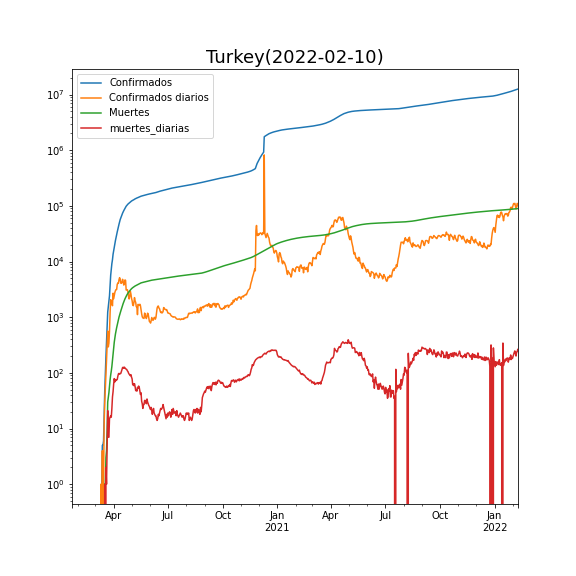 Turkey(2022-02-10)
Confirmados
Confirmados diarios
Muertes
muertes_diarias
10⁷
10⁶
10⁵
10⁴
10³
10²
10¹
10⁰
Apr Jul Oct Jan Apr Jul Oct Jan
2021 2022